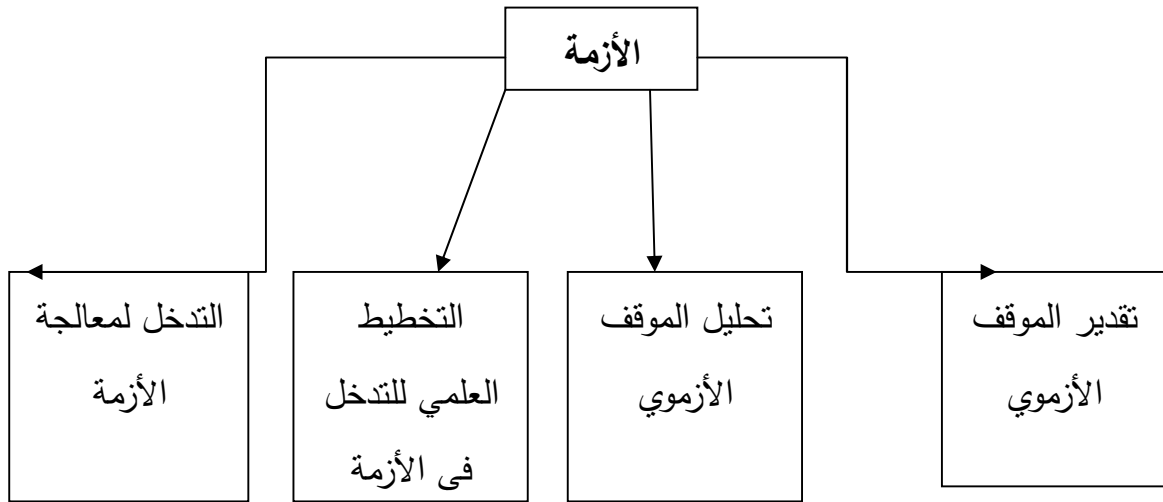 الأزمة
تقدير الموقف
الأزموي
تحليل الموقف
الأزموي
التخطيط
العلمي للتدخل
فى الأزمة
التدخل لمعالجة
الأزمة